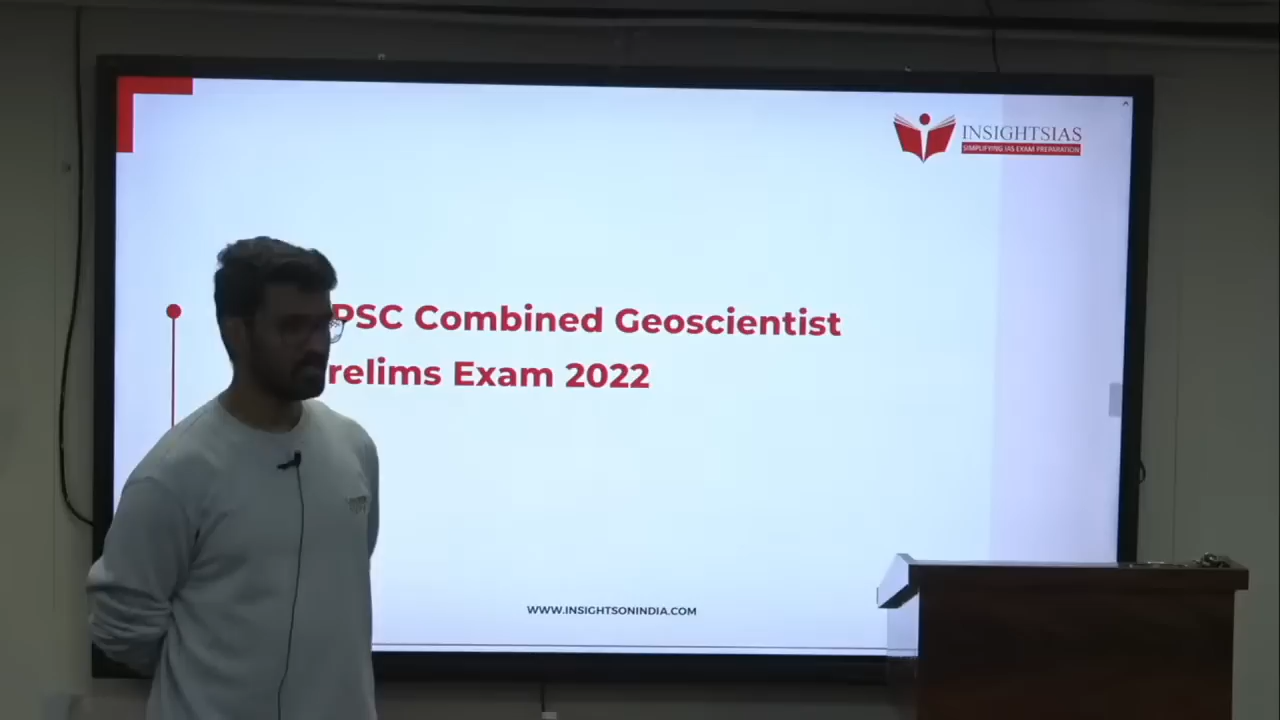 INSIGHTSIAS
SIMPLIFYING IAS EXAM PREPARATION
PSC Combined Geoscientist
relims Exam 2022
WWW.INSIGHTSONINDIA.COM